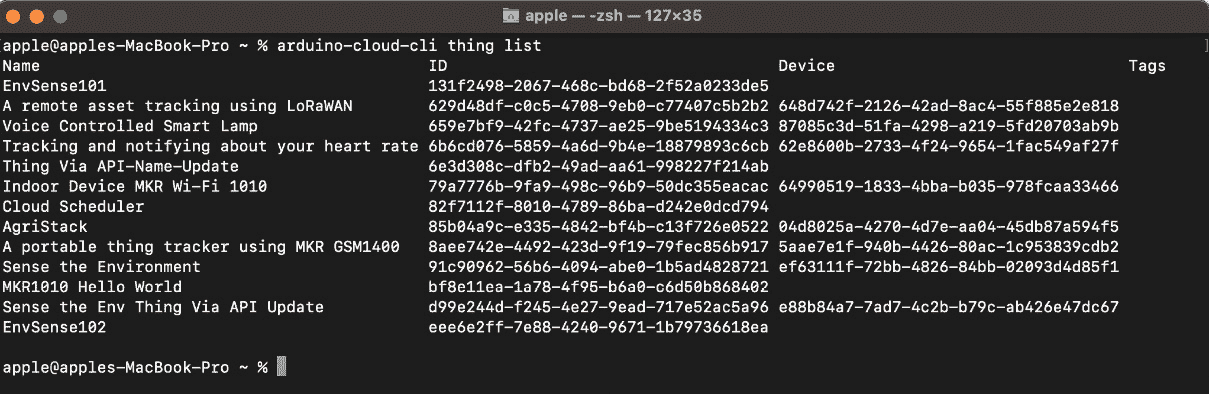 apple — -zsh — 127×35
apple@apples-MacBook-Pro ~ % arduino-cloud-cli thing list
Name ID Device Tags
EnvSense101 131f2498-2067-468c-bd68-2f52a0233de5
A remote asset tracking using LoRaWAN 629d48df-c0c5-4708-9eb0-c77407c5b2b2 648d742f-2126-42ad-8ac4-55f885e2e818
Voice Controlled Smart Lamp 659e7bf9-42fc-4737-ae25-9be5194334c3 87085c3d-51fa-4298-a219-5fd20703ab9b
Tracking and notifying about your heart rate 6b6cd076-5859-4a6d-9b4e-18879893c6cb 62e8600b-2733-4f24-9654-1fac549af27f
Thing Via API-Name-Update 6e3d308c-dfb2-49ad-aa61-998227f214ab
Indoor Device MKR Wi-Fi 1010 79a7776b-9fa9-498c-96b9-50dc355eacac 64990519-1833-4bba-b035-978fcaa33466
Cloud Scheduler 82f7112f-8010-4789-86ba-d242e0dcd794
AgriStack 85b04a9c-e335-4842-bf4b-c13f726e0522 04d8025a-4270-4d7e-aa04-45db87a594f5
A portable thing tracker using MKR GSM1400 8aee742e-4492-423d-9f19-79fec856b917 5aae7e1f-940b-4426-80ac-1c953839cdb2
Sense the Environment 91c90962-56b6-4094-abe0-1b5ad4828721 ef63111f-72bb-4826-84bb-02093d4d85f1
MKR1010 Hello World bf8e11ea-1a78-4f95-b6a0-c6d50b868402
Sense the Env Thing Via API Update d99e244d-f245-4e27-9ead-717e52ac5a96 e88b84a7-7ad7-4c2b-b79c-ab426e47dc67
EnvSense102 eee6e2ff-7e88-4240-9671-1b79736618ea
apple@apples-MacBook-Pro ~ %